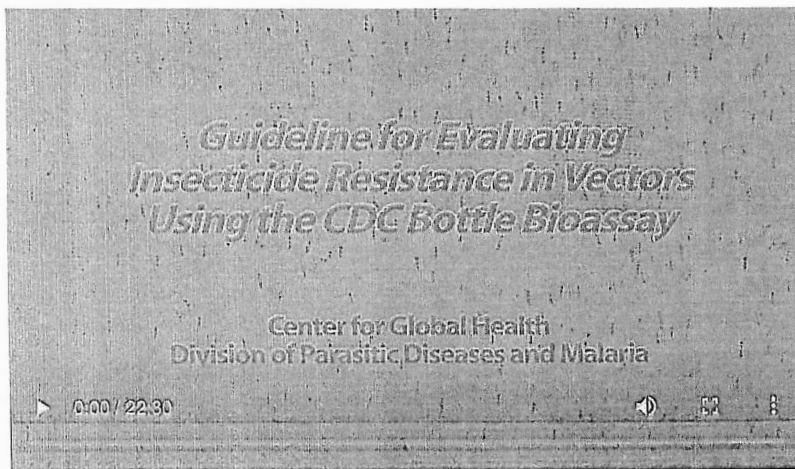 Guideline for Evaluating
Insecticide Resistance in Vectors
Using the CDC Bottle Bioassay
Center for Global Health
Division of Parasitic Diseases and Malaria
0:00 / 22:30